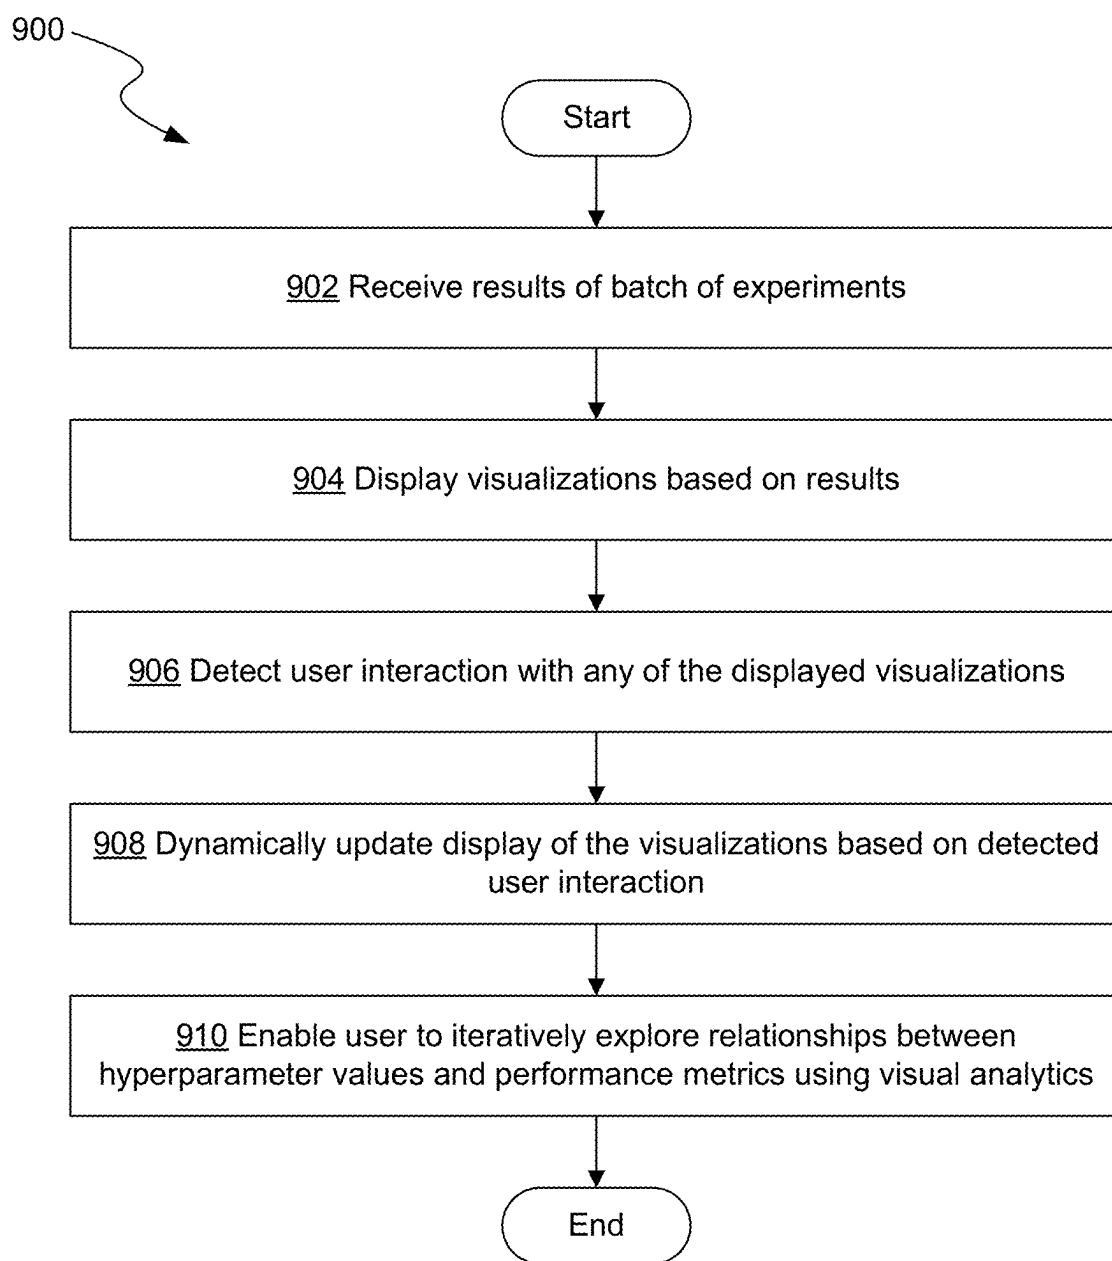 900
Start
902 Receive results of batch of experiments
904 Display visualizations based on results
906 Detect user interaction with any of the displayed visualizations
908 Dynamically update display of the visualizations based on detected
user interaction
910 Enable user to iteratively explore relationships between
hyperparameter values and performance metrics using visual analytics
End